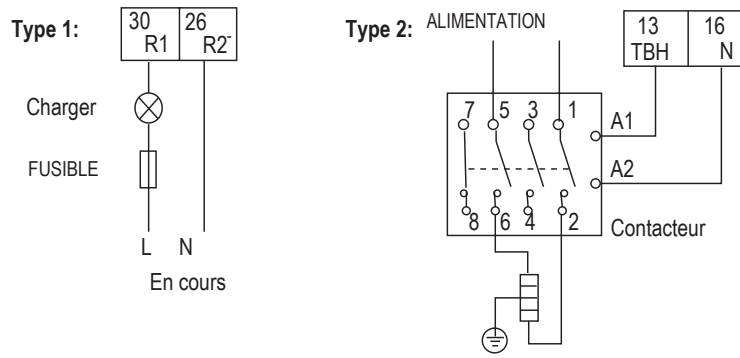 Type 1:
30 26
R1 R2-
Charger
FUSIBLE
L N
En cours
Type 2:
ALIMENTATION
13 16
TBH N
7 5 3 1
A1
A2
8 6 4 2
Contacteur